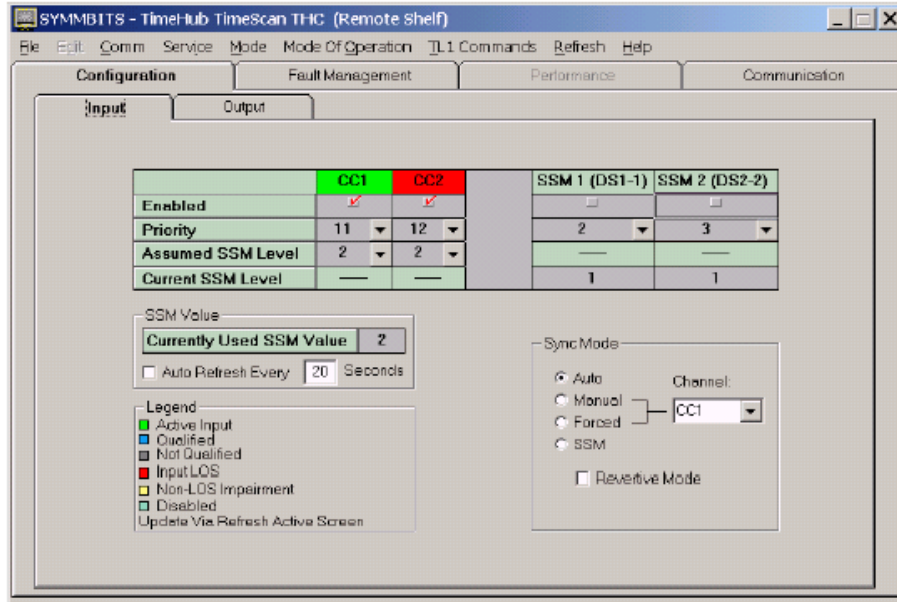 SYMMBITS - TimeHub TimeScan THC (Remote Shelf)
File Edit Comm Service Mode Mode Of Operation TL1 Commands Refresh Help
Configuration Fault Management Performance Communication
Input Output
CC1 CC2 SSM 1 (DS1-1) SSM 2 (DS2-2)
Enabled
Priority 11 12 2 3
Assumed SSM Level 2 2 — —
Current SSM Level — — 1 1
SSM Value
Currently Used SSM Value 2
Auto Refresh Every 20 Seconds
Legend
Active Input
Qualified
Not Qualified
Input LOS
Non-LOS Impairment
Disabled
Update Via Refresh Active Screen
Sync Mode
Auto
Manual
Forced
SSM
Channel:
CC1
Revertive Mode